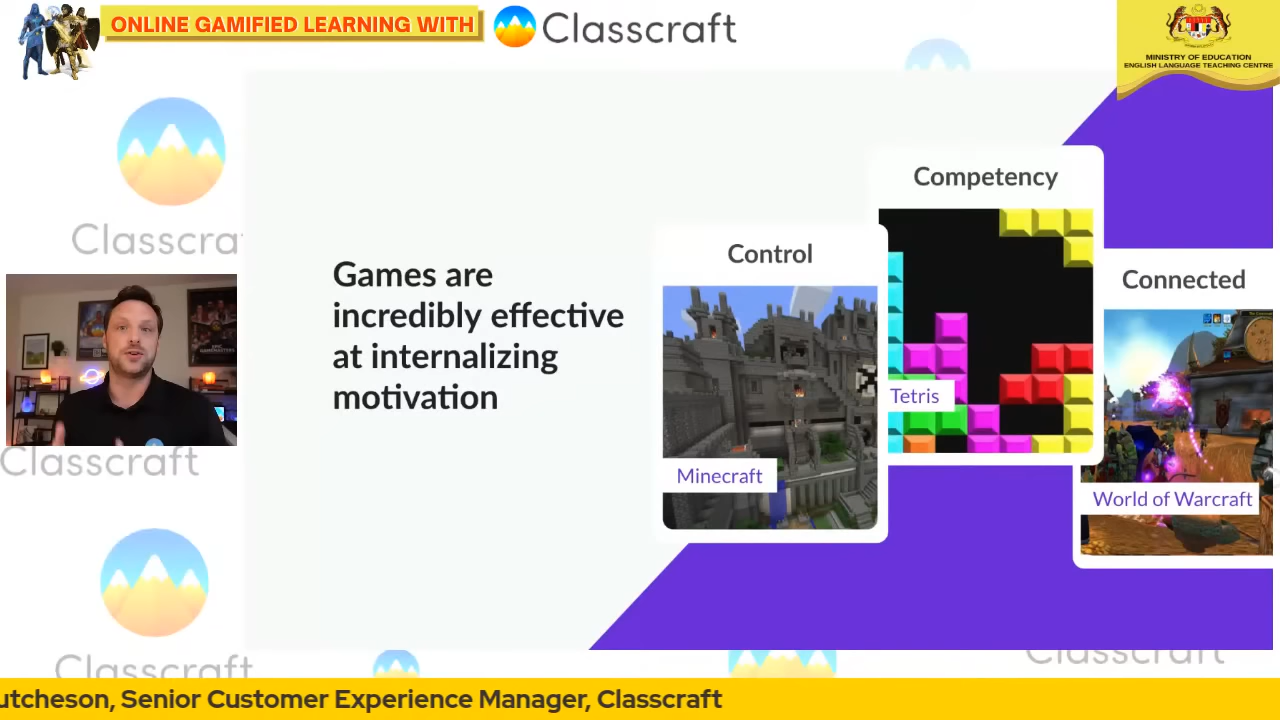 ONLINE GAMIFIED LEARNING WITH
Classcraft
MINISTRY OF EDUCATION
ENGLISH LANGUAGE TEACHING CENTRE
Classcra
Classcraft
Classcraft
Classcraft
Games are
incredibly effective
at internalizing
motivation
Control
Minecraft
Competency
Tetris
Connected
World of Warcraft
utcheson, Senior Customer Experience Manager, Classcraft